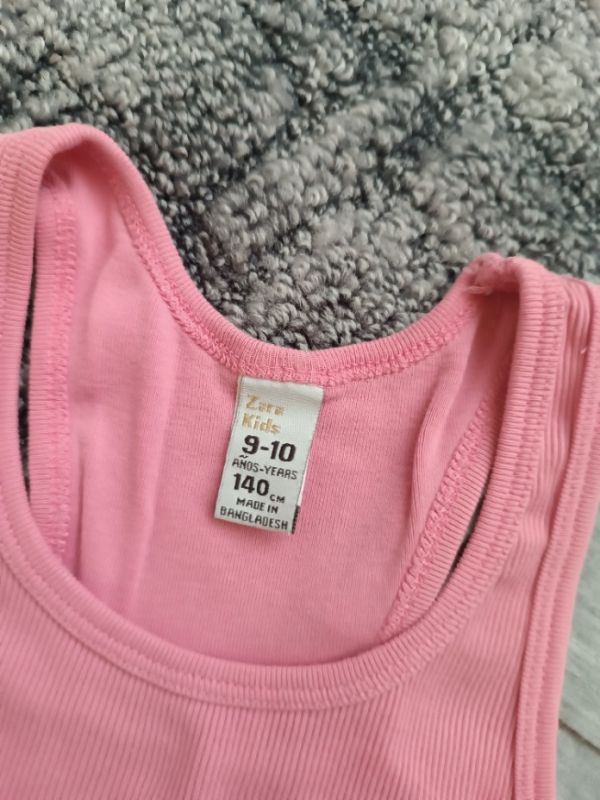 Zara
Kids
9-10
AÑOS-YEARS
140 CM
MADE IN
BANGLADESH